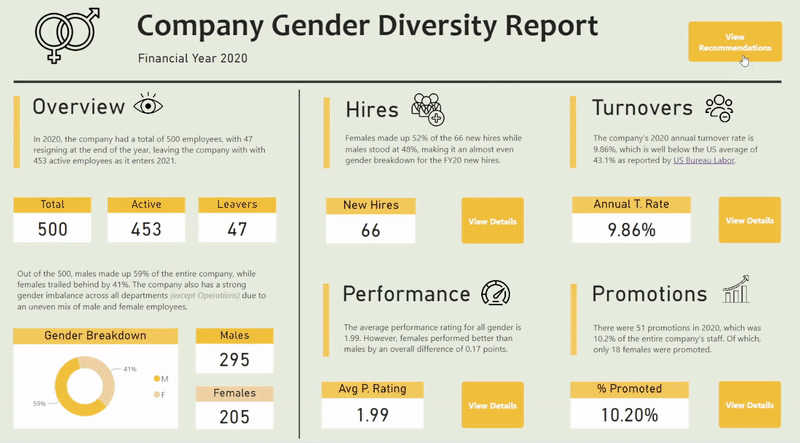 Company Gender Diversity Report
Financial Year 2020
View
Recommendations
Overview
In 2020, the company had a total of 500 employees, with 47
resigning at the end of the year, leaving the company with with
453 active employees as it enters 2021.
Total
500
Active
453
Leavers
47
Out of the 500, males made up 59% of the entire company, while
females trailed behind by 41%. The company also has a strong
gender imbalance across all departments (except Operations) due to
an uneven mix of male and female employees.
Gender Breakdown
41%
59%
M
F
Males
295
Females
205
Hires
Females made up 52% of the 66 new hires while
males stood at 48%, making it an almost even
gender breakdown for the FY20 new hires.
New Hires
66
View Details
Turnovers
The company's 2020 annual turnover rate is
9.86%, which is well below the US average of
43.1% as reported by US Bureau Labor.
Annual T. Rate
9.86%
View Details
Performance
The average performance rating for all gender is
1.99. However, females performed better than
males by an overall difference of 0.17 points.
Avg P. Rating
1.99
View Details
Promotions
There were 51 promotions in 2020, which was
10.2% of the entire company's staff. Of which,
only 18 females were promoted.
% Promoted
10.20%
View Details